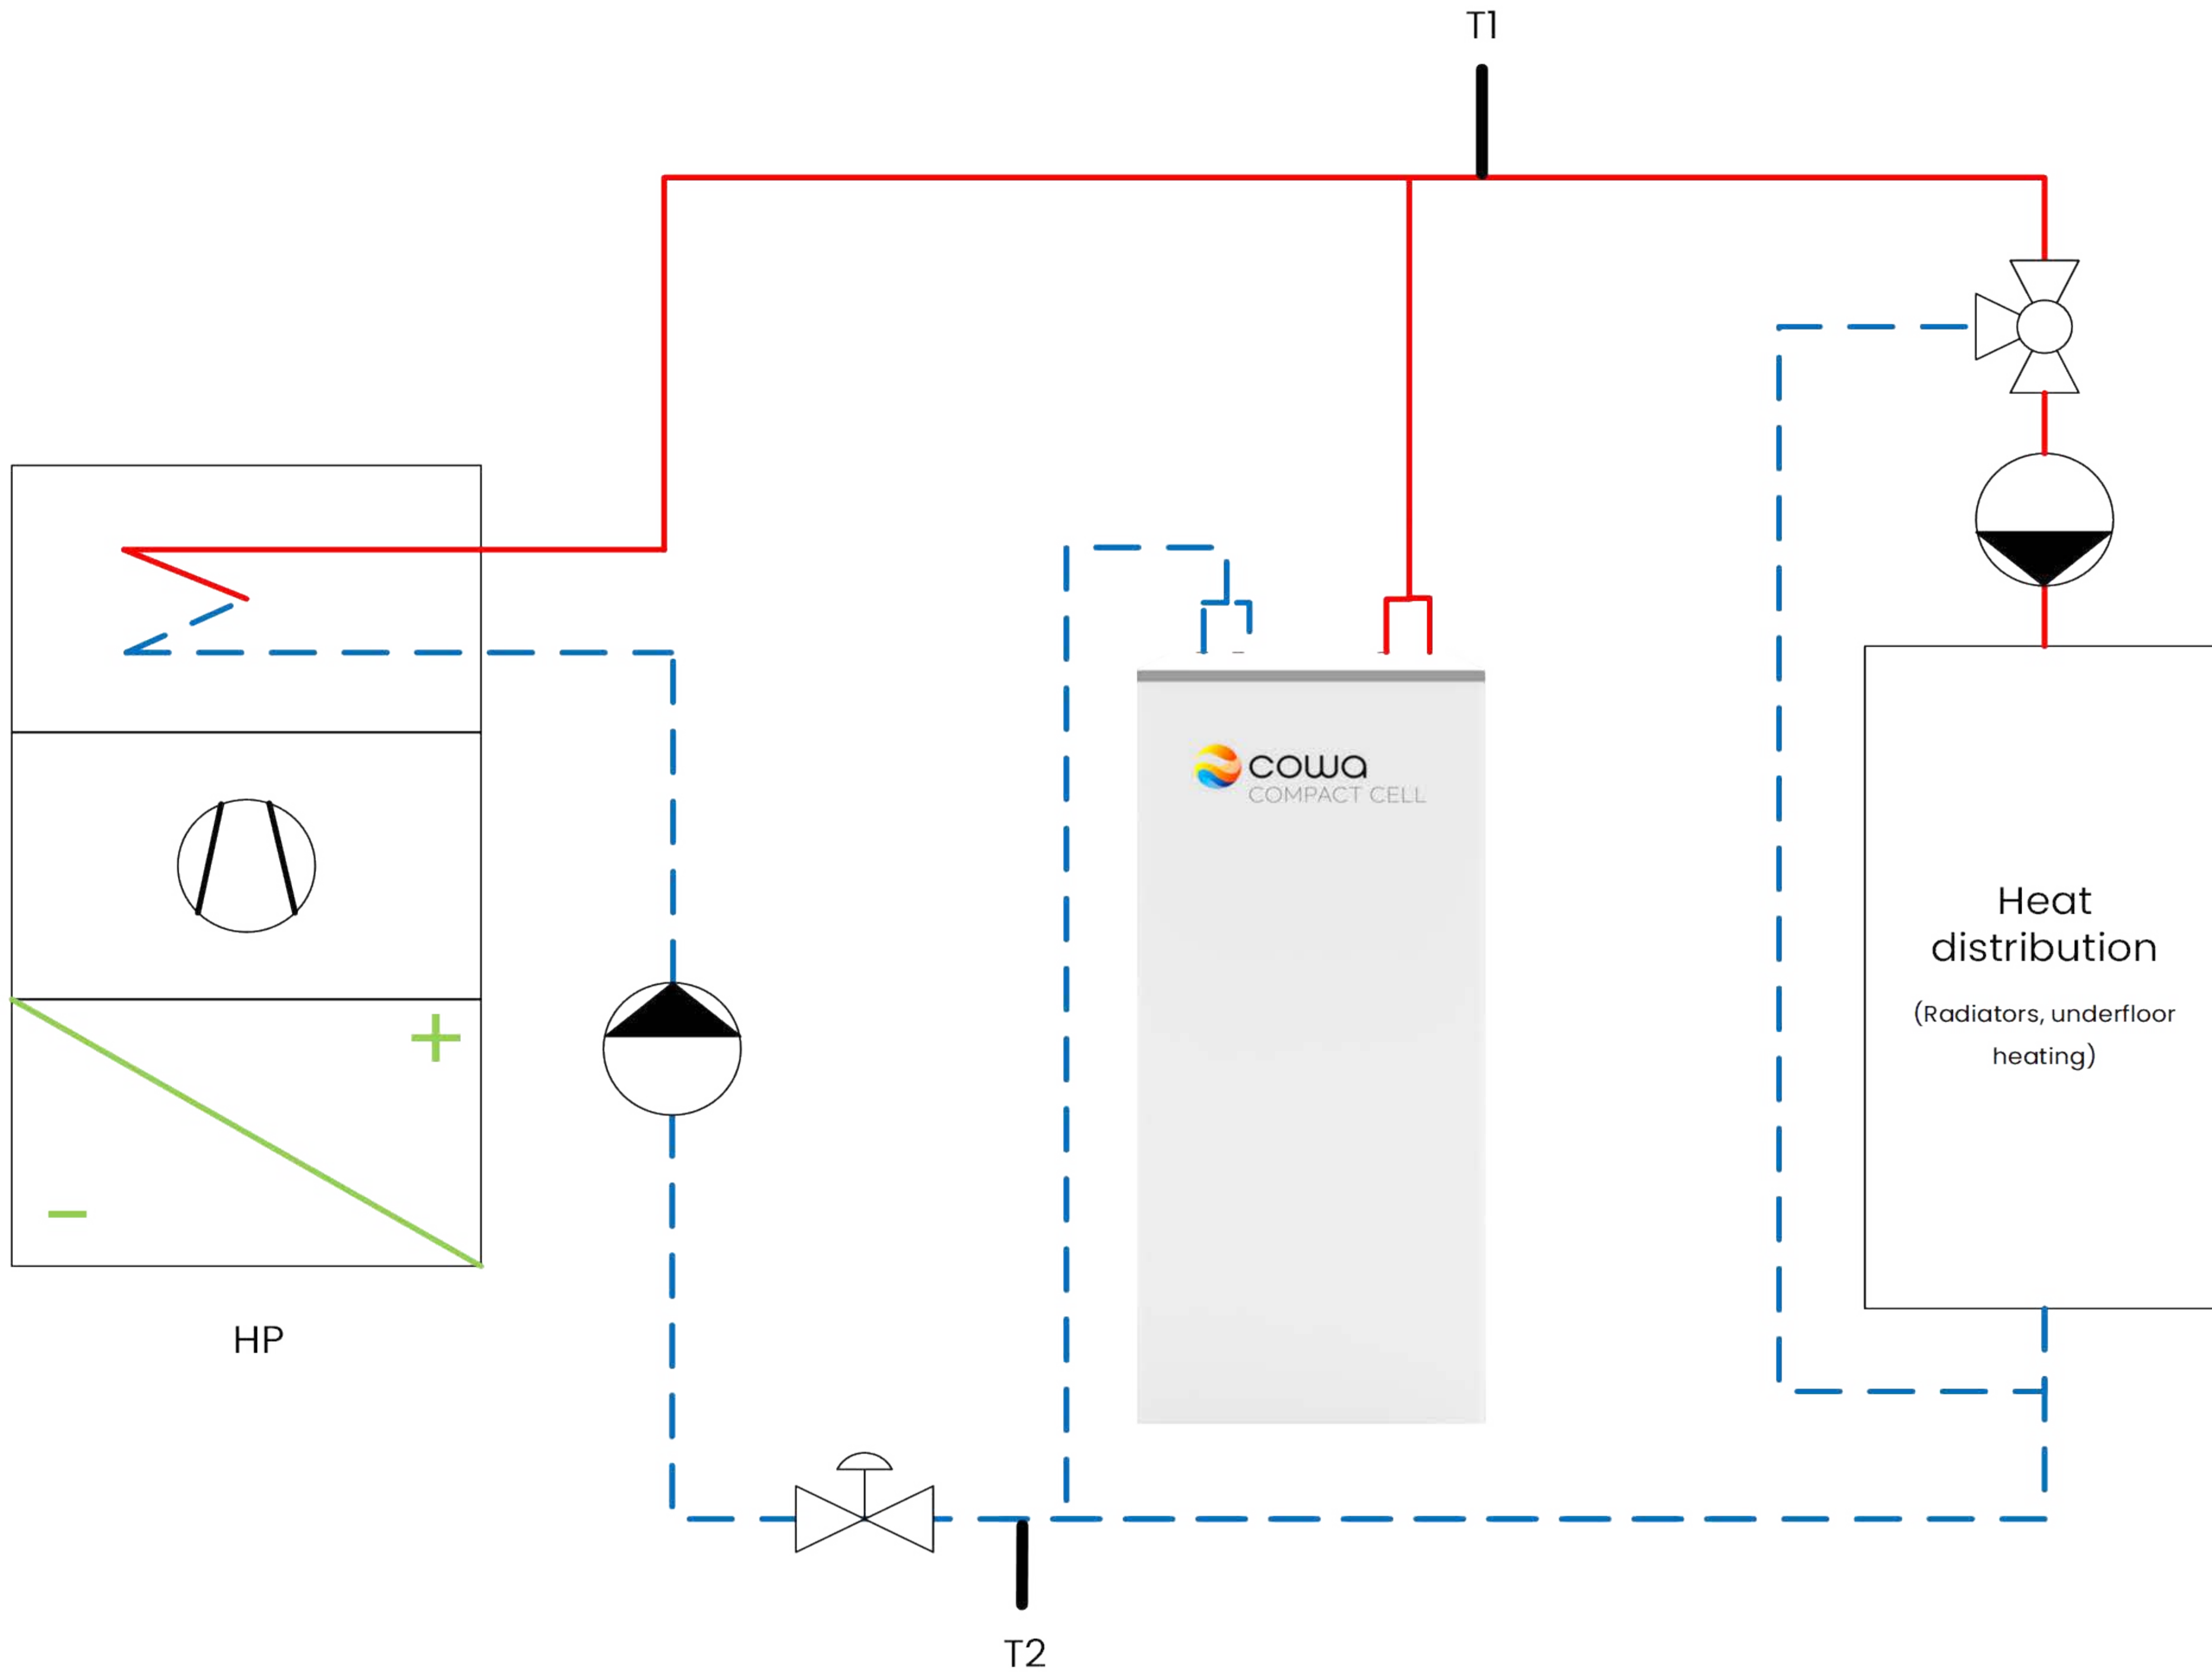 T1
cowa
COMPACT CELL
Heat
distribution
(Radiators, underfloor
heating)
+
−
HP
T2